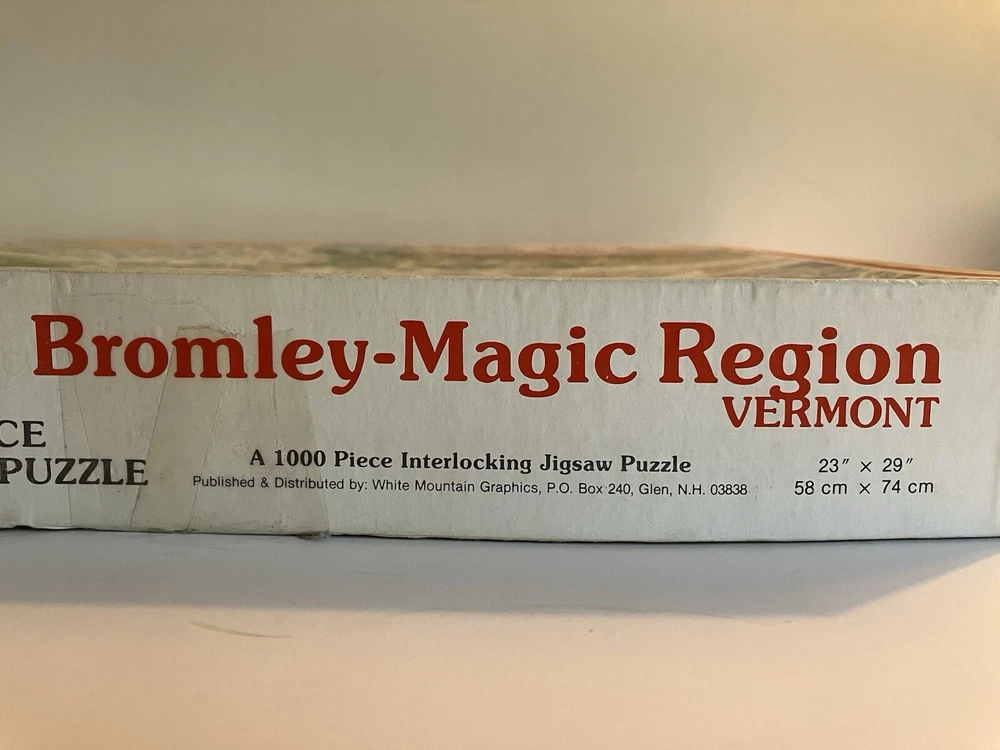 Bromley-Magic Region
VERMONT
CE
PUZZLE
A 1000 Piece Interlocking Jigsaw Puzzle
Published & Distributed by: White Mountain Graphics, P.O. Box 240, Glen, N.H. 03838
23" × 29"
58 cm × 74 cm